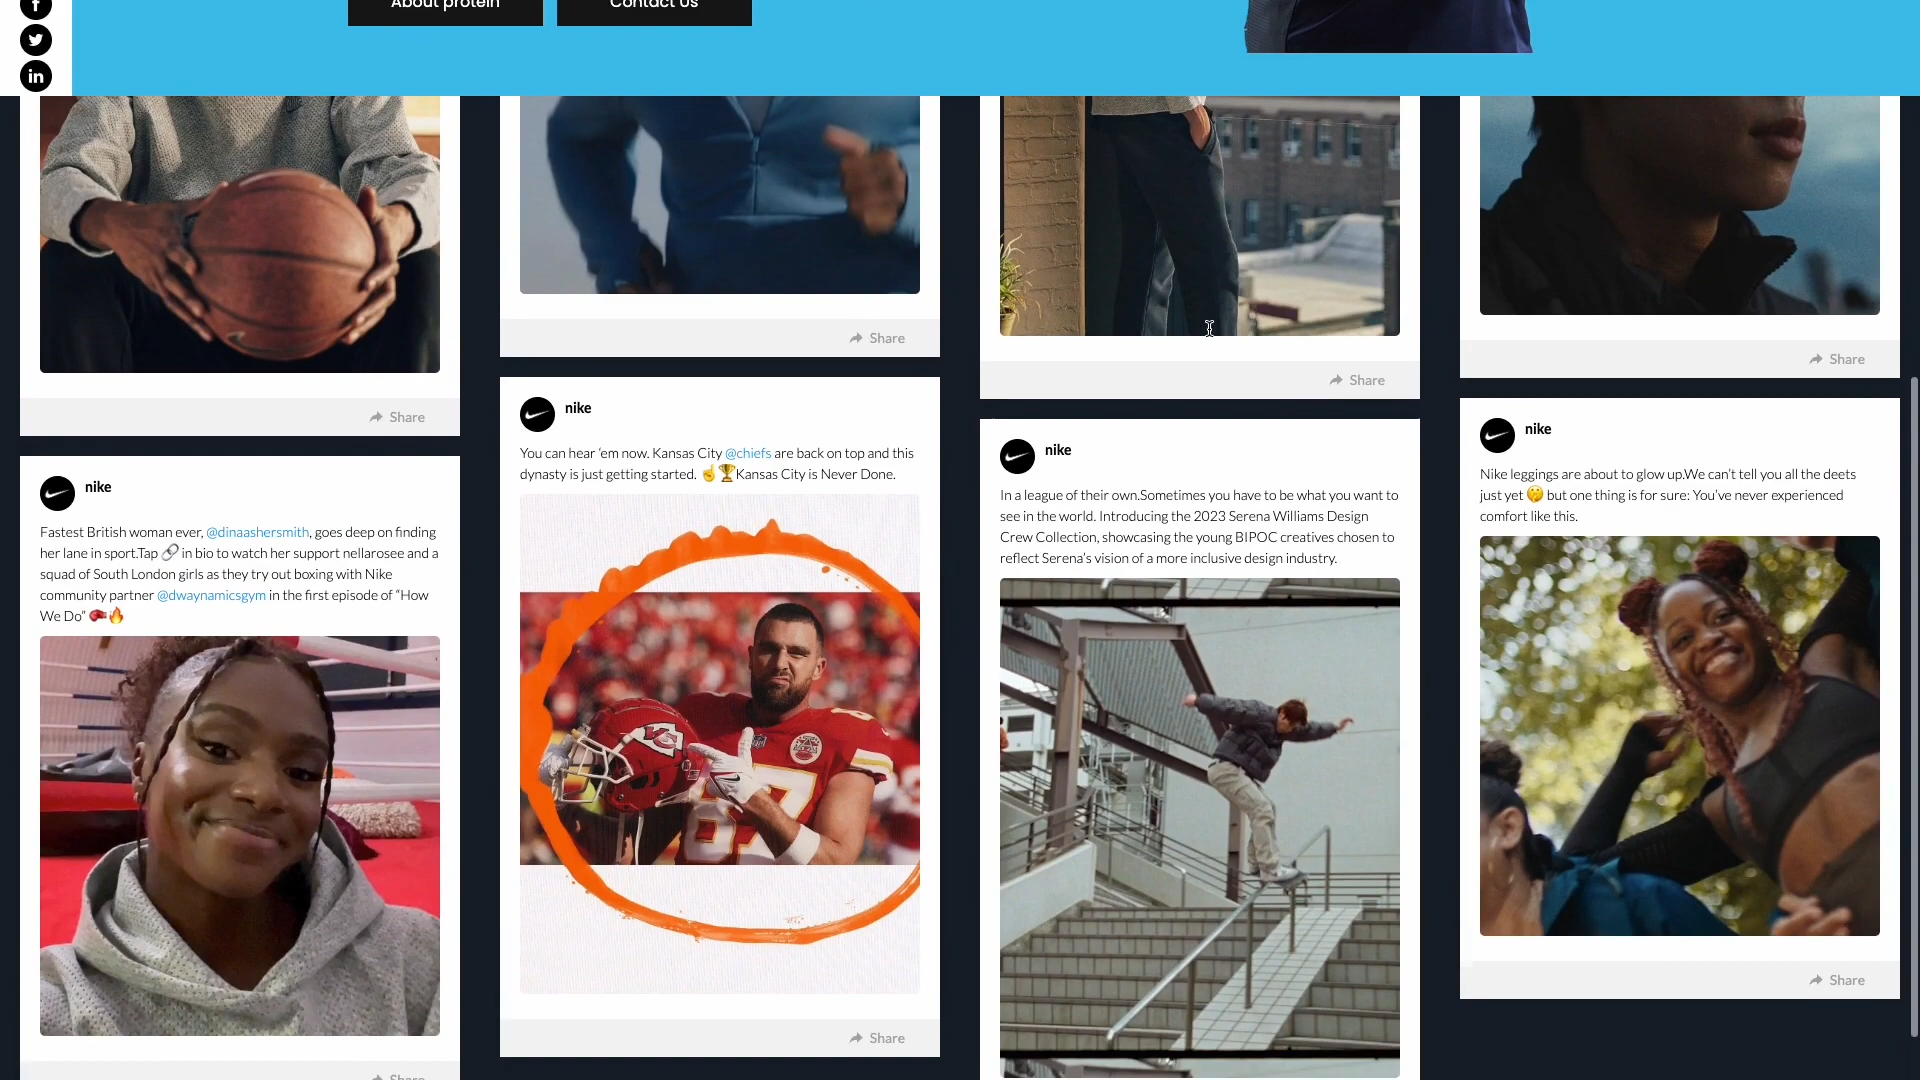 About protein
Contact Us
Share
nike
Fastest British woman ever, @dinaashersmith, goes deep on finding
her lane in sport.Tap 🔗 in bio to watch her support nellarosee and a
squad of South London girls as they try out boxing with Nike
community partner @dwaynamicsgym in the first episode of “How
We Do” 🥊🔥
Share
Share
nike
You can hear ‘em now. Kansas City @chiefs are back on top and this
dynasty is just getting started. ☝️🏆Kansas City is Never Done.
KC
Share
Share
nike
In a league of their own.Sometimes you have to be what you want to
see in the world. Introducing the 2023 Serena Williams Design
Crew Collection, showcasing the young BIPOC creatives chosen to
reflect Serena’s vision of a more inclusive design industry.
Share
nike
Nike leggings are about to glow up.We can’t tell you all the deets
just yet 🤫 but one thing is for sure: You’ve never experienced
comfort like this.
Share